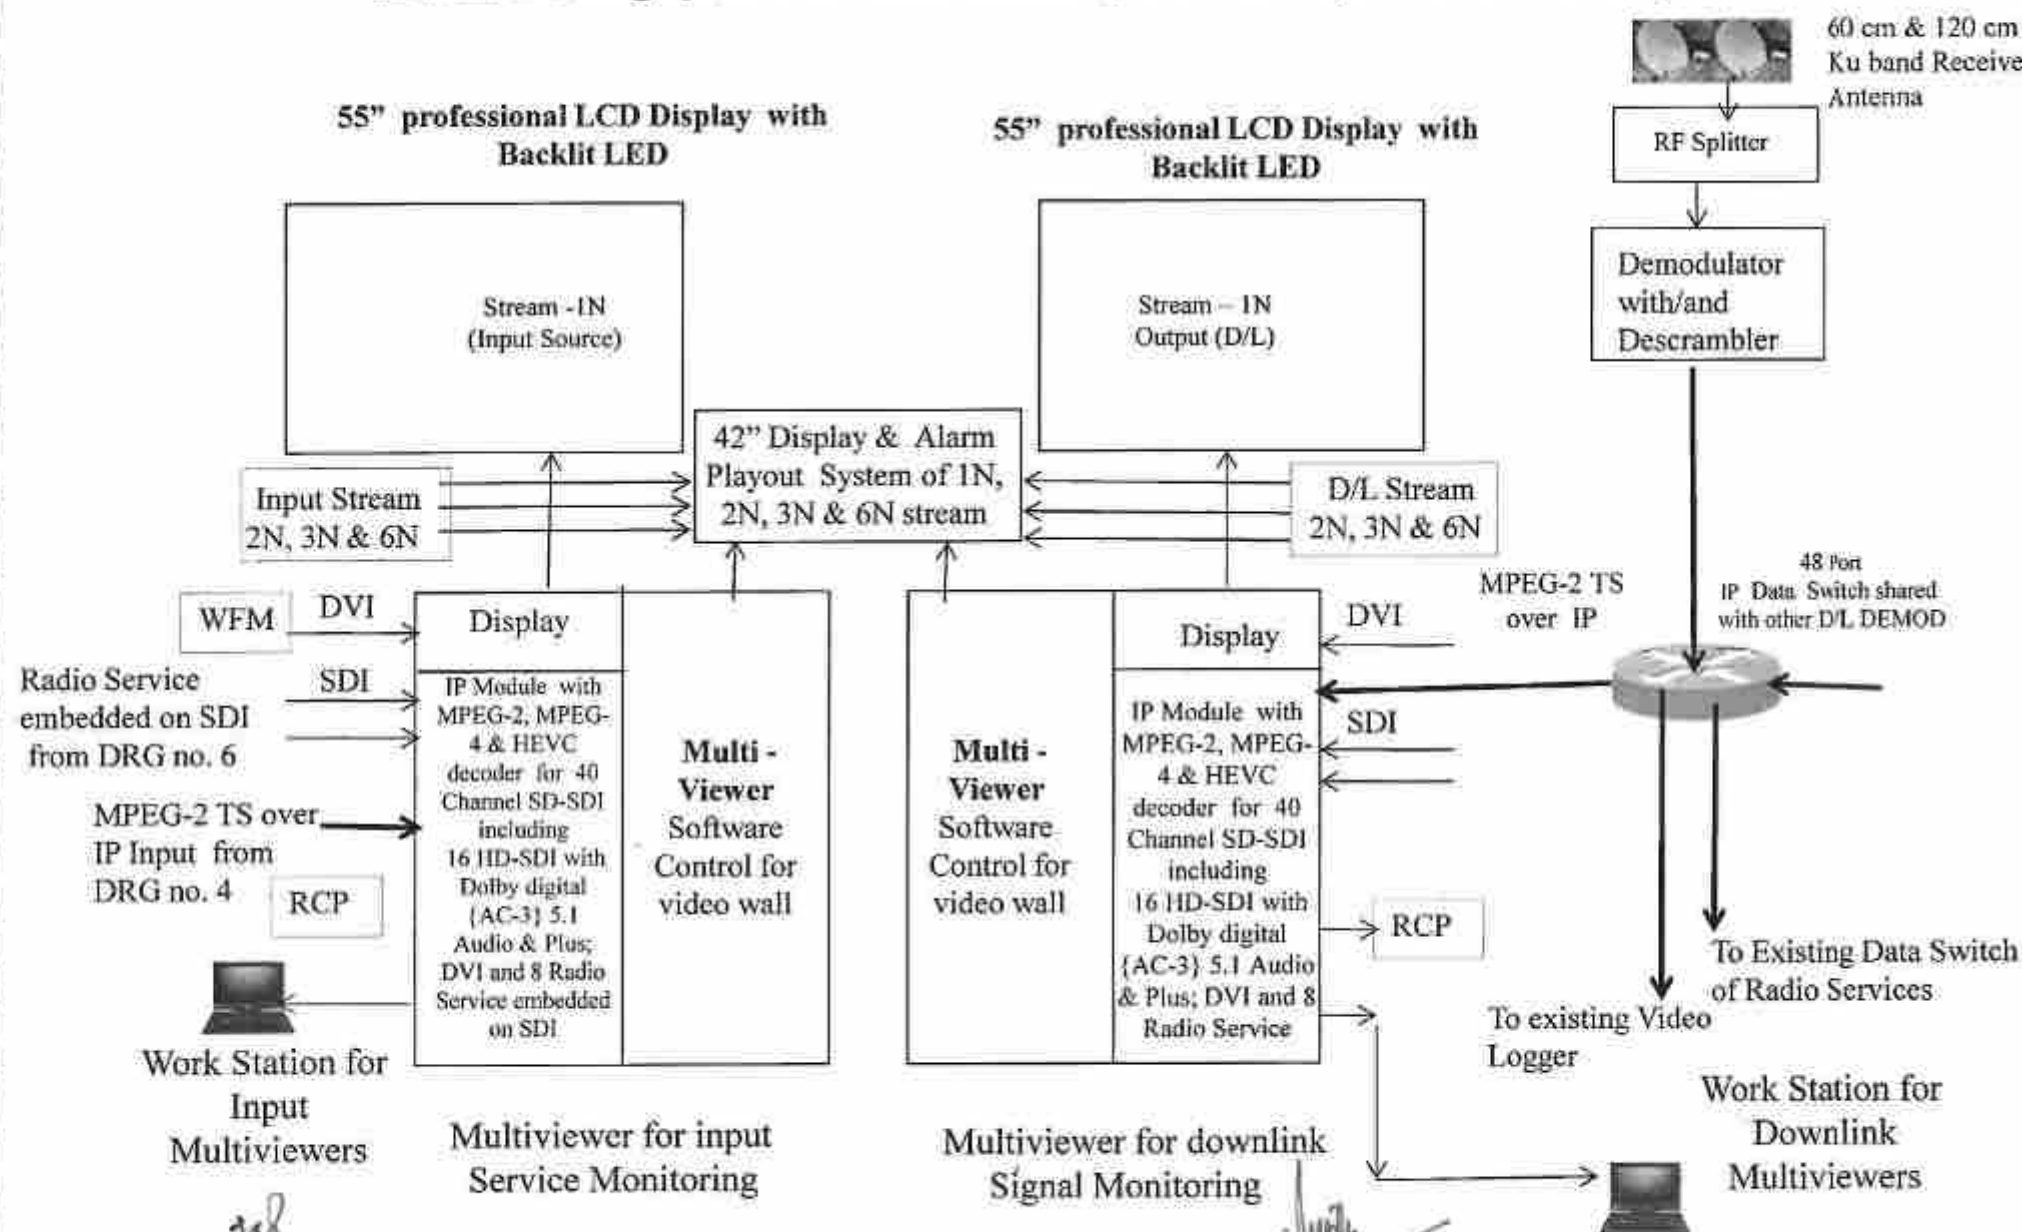 60 cm & 120 cm
Ku band Receive
Antenna
RF Splitter
Demodulator
with/and
Descrambler
55” professional LCD Display with
Backlit LED
55” professional LCD Display with
Backlit LED
Stream -1N
(Input Source)
Stream – 1N
Output (D/L)
42” Display & Alarm
Playout System of 1N,
2N, 3N & 6N stream
Input Stream
2N, 3N & 6N
D/L Stream
2N, 3N & 6N
WFM
DVI
Radio Service
embedded on SDI
from DRG no. 6
SDI
MPEG-2 TS over
IP Input from
DRG no. 4
RCP
Display
IP Module with
MPEG-2, MPEG-
4 & HEVC
decoder for 40
Channel SD-SDI
including
16 HD-SDI with
Dolby digital
{AC-3} 5.1
Audio & Plus;
DVI and 8 Radio
Service embedded
on SDI
Multi -
Viewer
Software
Control for
video wall
Multi -
Viewer
Software
Control for
video wall
Display
IP Module with
MPEG-2, MPEG-
4 & HEVC
decoder for 40
Channel SD-SDI
including
16 HD-SDI with
Dolby digital
{AC-3} 5.1 Audio
& Plus; DVI and 8
Radio Service
DVI
SDI
RCP
MPEG-2 TS
over IP
48 Port
IP Data Switch shared
with other D/L DEMOD
To Existing Data Switch
of Radio Services
To existing Video
Logger
Work Station for
Input
Multiviewers
Multiviewer for input
Service Monitoring
Multiviewer for downlink
Signal Monitoring
Work Station for
Downlink
Multiviewers